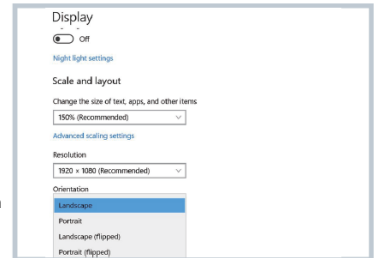 Display
Off
Night light settings
Scale and layout
Change the size of text, apps, and other items
150% (Recommended)
Advanced scaling settings
Resolution
1920 × 1080 (Recommended)
Orientation
Landscape
Portrait
Landscape (flipped)
Portrait (flipped)